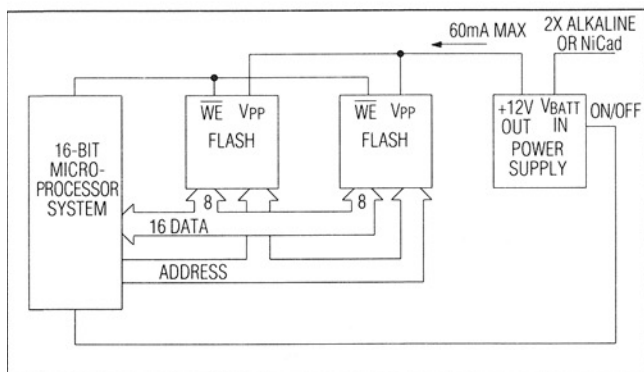 60mA MAX
2X ALKALINE
OR NiCad
WE VPP
FLASH
WE VPP
FLASH
+12V
OUT
VBATT
IN
POWER
SUPPLY
ON/OFF
16-BIT
MICRO-
PROCESSOR
SYSTEM
8
8
16 DATA
ADDRESS